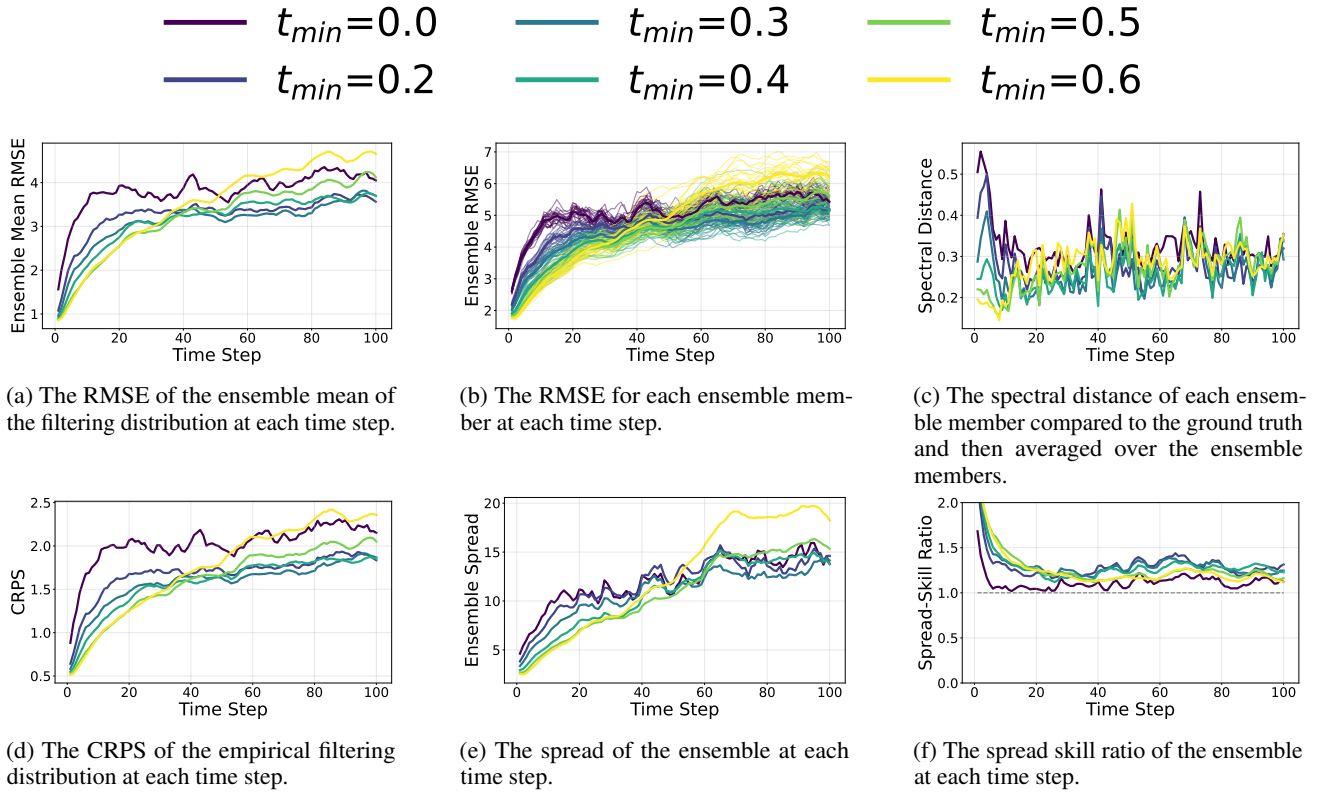 t_min=0.0 t_min=0.3 t_min=0.5
t_min=0.2 t_min=0.4 t_min=0.6
Ensemble Mean RMSE
4
3
2
1
0 20 40 60 80 100
Time Step
Ensemble RMSE
7
6
5
4
3
2
0 20 40 60 80 100
Time Step
Spectral Distance
0.5
0.4
0.3
0.2
0 20 40 60 80 100
Time Step
(a) The RMSE of the ensemble mean of
the filtering distribution at each time step.
(b) The RMSE for each ensemble mem-
ber at each time step.
(c) The spectral distance of each ensem-
ble member compared to the ground truth
and then averaged over the ensemble
members.
CRPS
2.5
2.0
1.5
1.0
0.5
0 20 40 60 80 100
Time Step
Ensemble Spread
20
15
10
5
0 20 40 60 80 100
Time Step
Spread-Skill Ratio
2.0
1.5
1.0
0.5
0.0
0 20 40 60 80 100
Time Step
(d) The CRPS of the empirical filtering
distribution at each time step.
(e) The spread of the ensemble at each
time step.
(f) The spread skill ratio of the ensemble
at each time step.